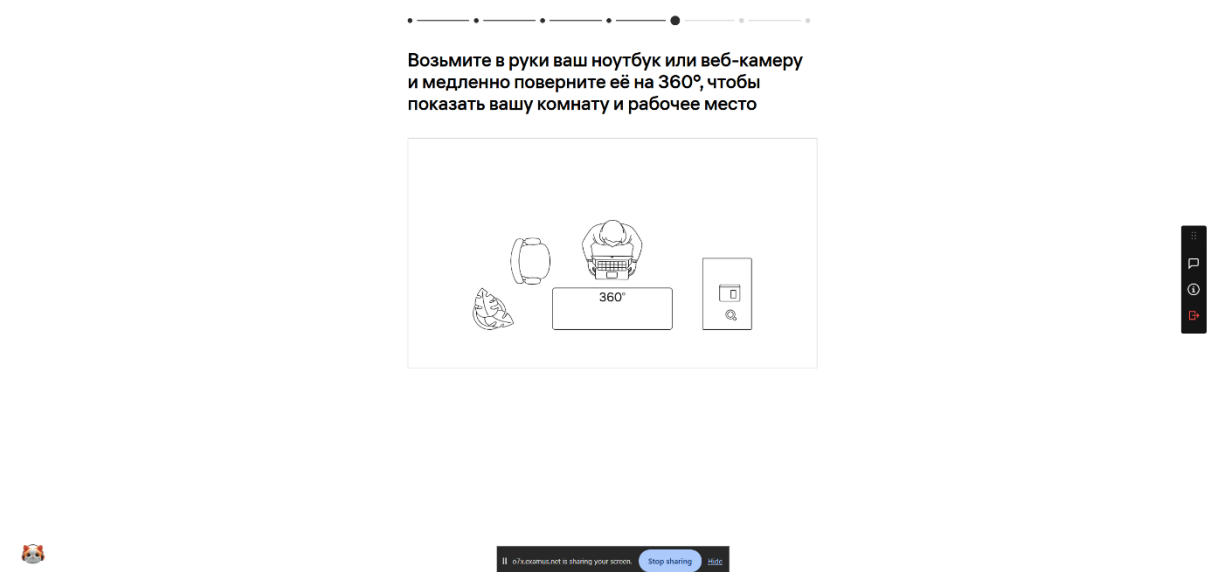 Возьмите в руки ваш ноутбук или веб-камеру
и медленно поверните её на 360°, чтобы
показать вашу комнату и рабочее место
360°
o7x.examus.net is sharing your screen. Stop sharing Hide